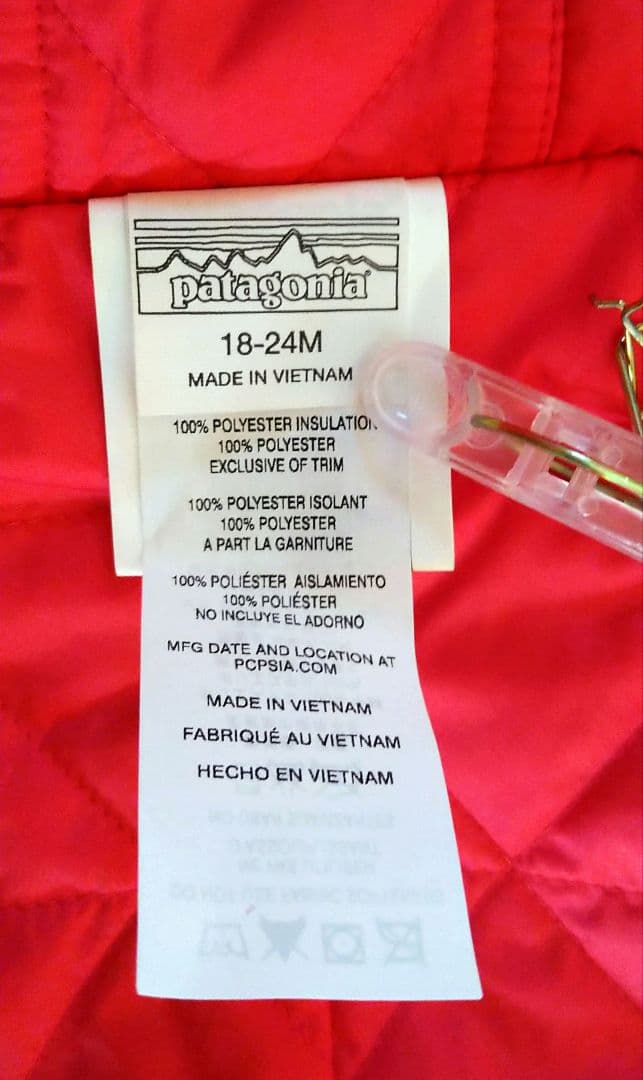 patagonia®
18-24M
MADE IN VIETNAM
100% POLYESTER INSULATION
100% POLYESTER
EXCLUSIVE OF TRIM
100% POLYESTER ISOLANT
100% POLYESTER
A PART LA GARNITURE
100% POLIÉSTER AISLAMIENTO
100% POLIÉSTER
NO INCLUYE EL ADORNO
MFG DATE AND LOCATION AT
PCPSIA.COM
MADE IN VIETNAM
FABRIQUÉ AU VIETNAM
HECHO EN VIETNAM